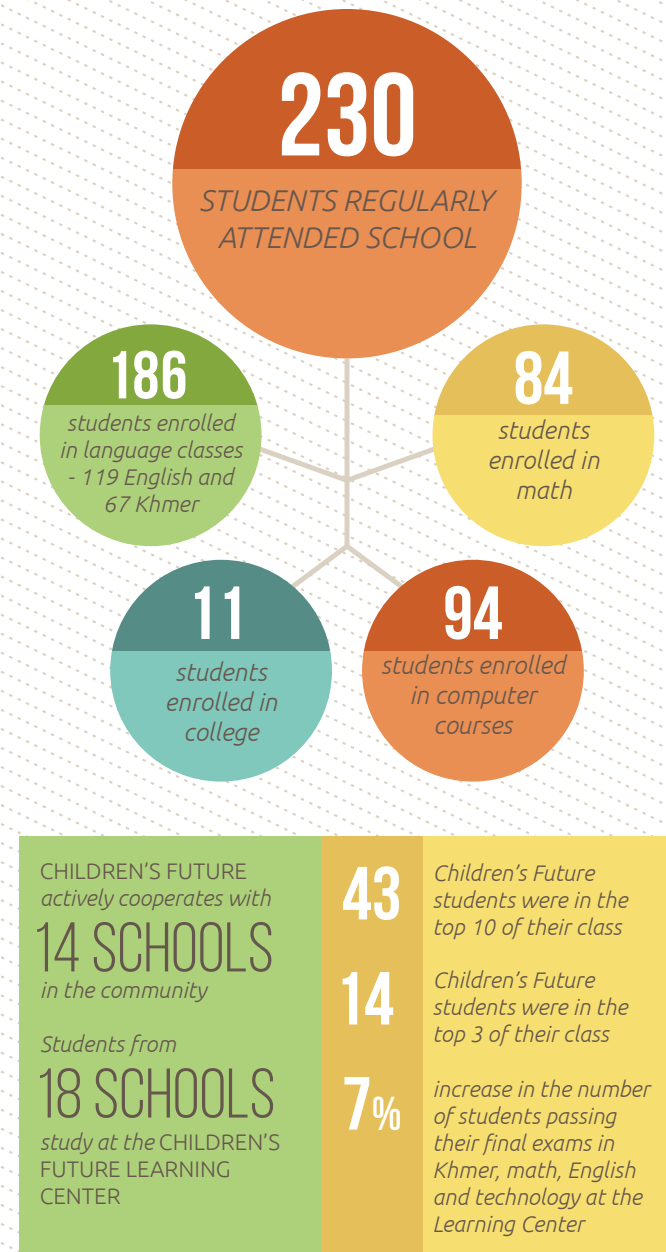 230
STUDENTS REGULARLY
ATTENDED SCHOOL
186
students enrolled
in language classes
- 119 English and
67 Khmer
84
students
enrolled in
math
11
students
enrolled in
college
94
students enrolled
in computer
courses
CHILDREN'S FUTURE
actively cooperates with
14 SCHOOLS
in the community
Students from
18 SCHOOLS
study at the CHILDREN'S
FUTURE LEARNING
CENTER
43
Children's Future
students were in the
top 10 of their class
14
Children's Future
students were in the
top 3 of their class
7%
increase in the number
of students passing
their final exams in
Khmer, math, English
and technology at the
Learning Center